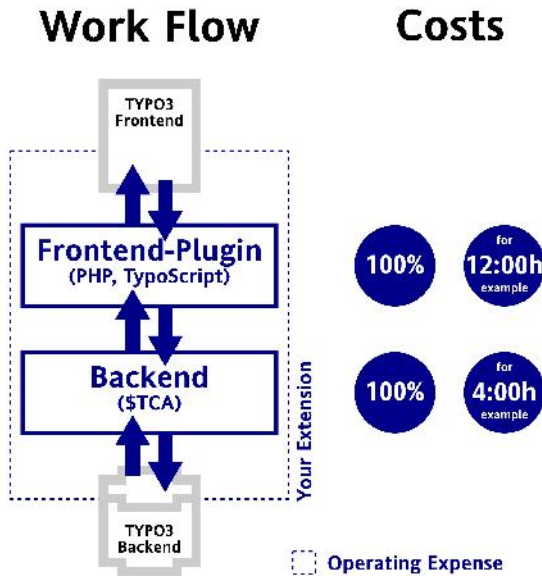 Work Flow
Costs
TYPO3
Frontend
Frontend-Plugin
(PHP, TypoScript)
100%
for
12:00h
example
Backend
($TCA)
100%
for
4:00h
example
Your Extension
TYPO3
Backend
Operating Expense